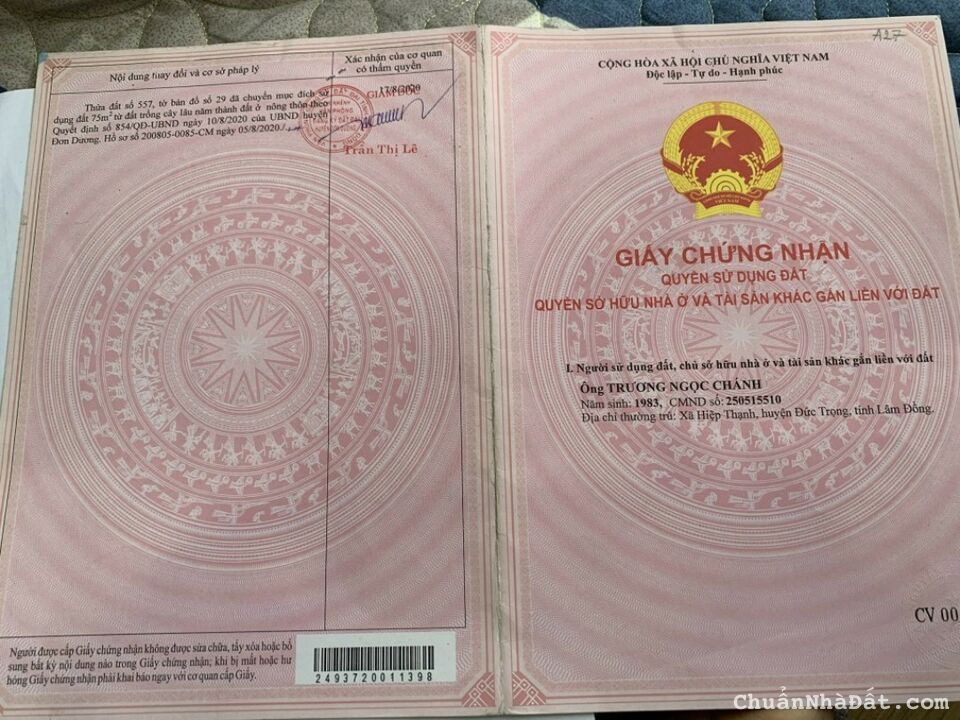 Nội dung thay đổi và cơ sở pháp lý
Xác nhận của cơ quan
có thẩm quyền
Thửa đất số 557, tờ bản đồ số 29 đã chuyển mục đích sử
dụng đất 75m² từ đất trồng cây lâu năm thành đất ở nông thôn theo
Quyết định số 854/QĐ-UBND ngày 10/8/2020 của UBND huyện
Đơn Dương. Hồ sơ 200805-0085-CM ngày 05/8/2020./.
17/8/2020
GIÁM ĐỐC
Trần Thị Lê
Người được cấp Giấy chứng nhận không được sửa chữa, tẩy xóa hoặc bổ
sung bất kỳ nội dung nào trong Giấy chứng nhận; khi bị mất hoặc hư
hỏng Giấy chứng nhận phải khai báo ngay với cơ quan cấp Giấy.
2493720011398
A27
CỘNG HÒA XÃ HỘI CHỦ NGHĨA VIỆT NAM
Độc lập - Tự do - Hạnh phúc
VIỆT NAM
GIẤY CHỨNG NHẬN
QUYỀN SỬ DỤNG ĐẤT
QUYỀN SỞ HỮU NHÀ Ở VÀ TÀI SẢN KHÁC GẮN LIỀN VỚI ĐẤT
I. Người sử dụng đất, chủ sở hữu nhà ở và tài sản khác gắn liền với đất
Ông TRƯƠNG NGỌC CHÁNH
Năm sinh: 1983, CMND số: 250515510
Địa chỉ thường trú: Xã Hiệp Thạnh, huyện Đức Trọng, tỉnh Lâm Đồng.
CV 00
ChuẩnNhàĐất.com